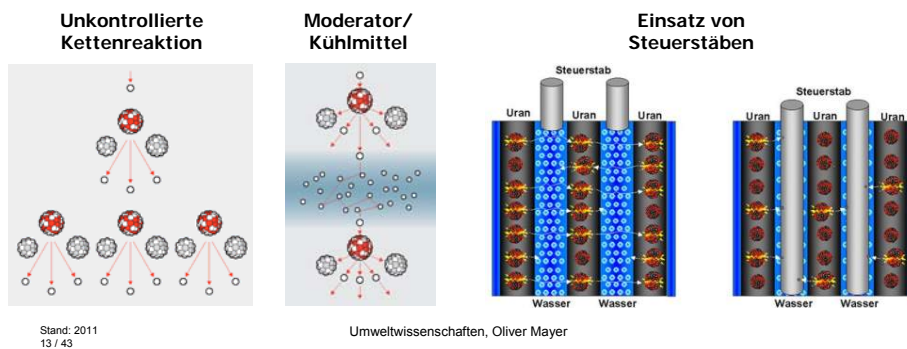 Unkontrollierte
Kettenreaktion
Moderator/
Kühlmittel
Einsatz von
Steuerstäben
Steuerstab
Uran
Uran
Uran
Wasser
Wasser
Steuerstab
Uran
Uran
Uran
Wasser
Wasser
Stand: 2011
13 / 43
Umweltwissenschaften, Oliver Mayer